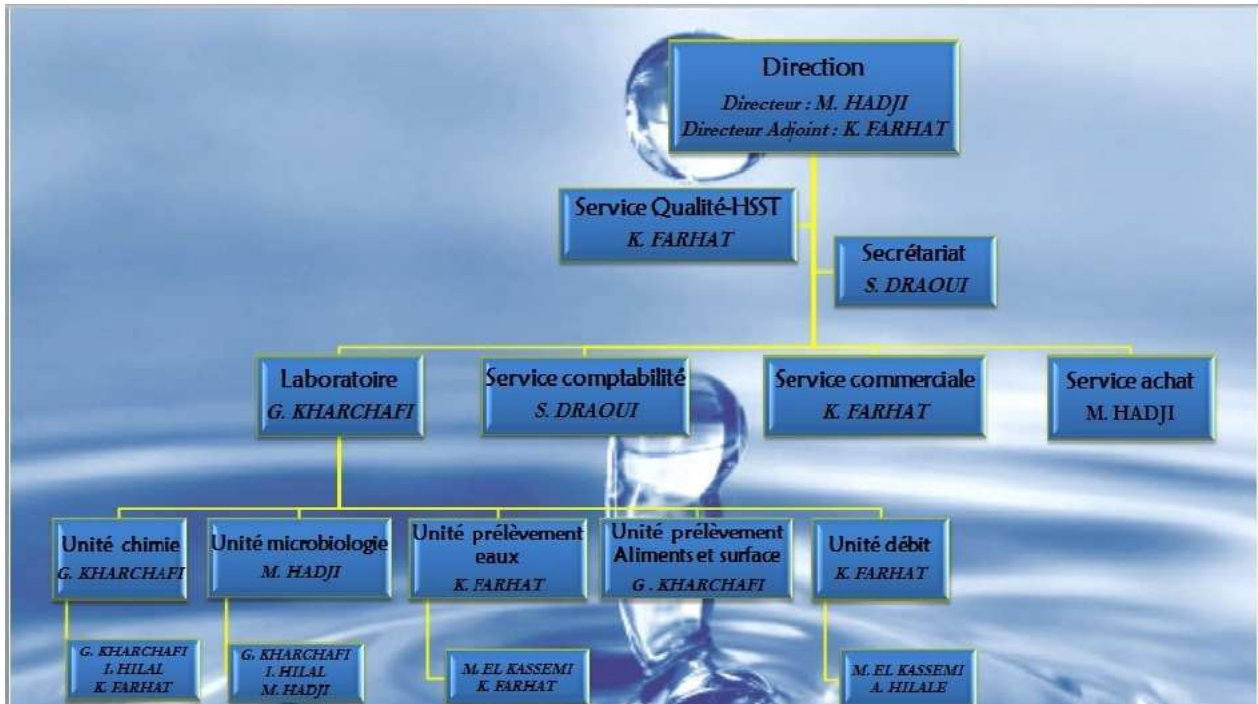 Direction
Directeur : M. HADJI
Directeur Adjoint : K. FARHAT
Service Qualité-HSST
K. FARHAT
Secrétariat
S. DRAOUI
Laboratoire
G. KHARCHAFI
Service comptabilité
S. DRAOUI
Service commerciale
K. FARHAT
Service achat
M. HADJI
Unité chimie
G. KHARCHAFI
Unité microbiologie
M. HADJI
Unité prélèvement
eaux
K. FARHAT
Unité prélèvement
Aliments et surface
G . KHARCHAFI
Unité débit
K. FARHAT
G. KHARCHAFI
I. HILAL
K. FARHAT
G. KHARCHAFI
I. HILAL
M. HADJI
M. EL KASSEMI
K. FARHAT
M. EL KASSEMI
A. HILALE